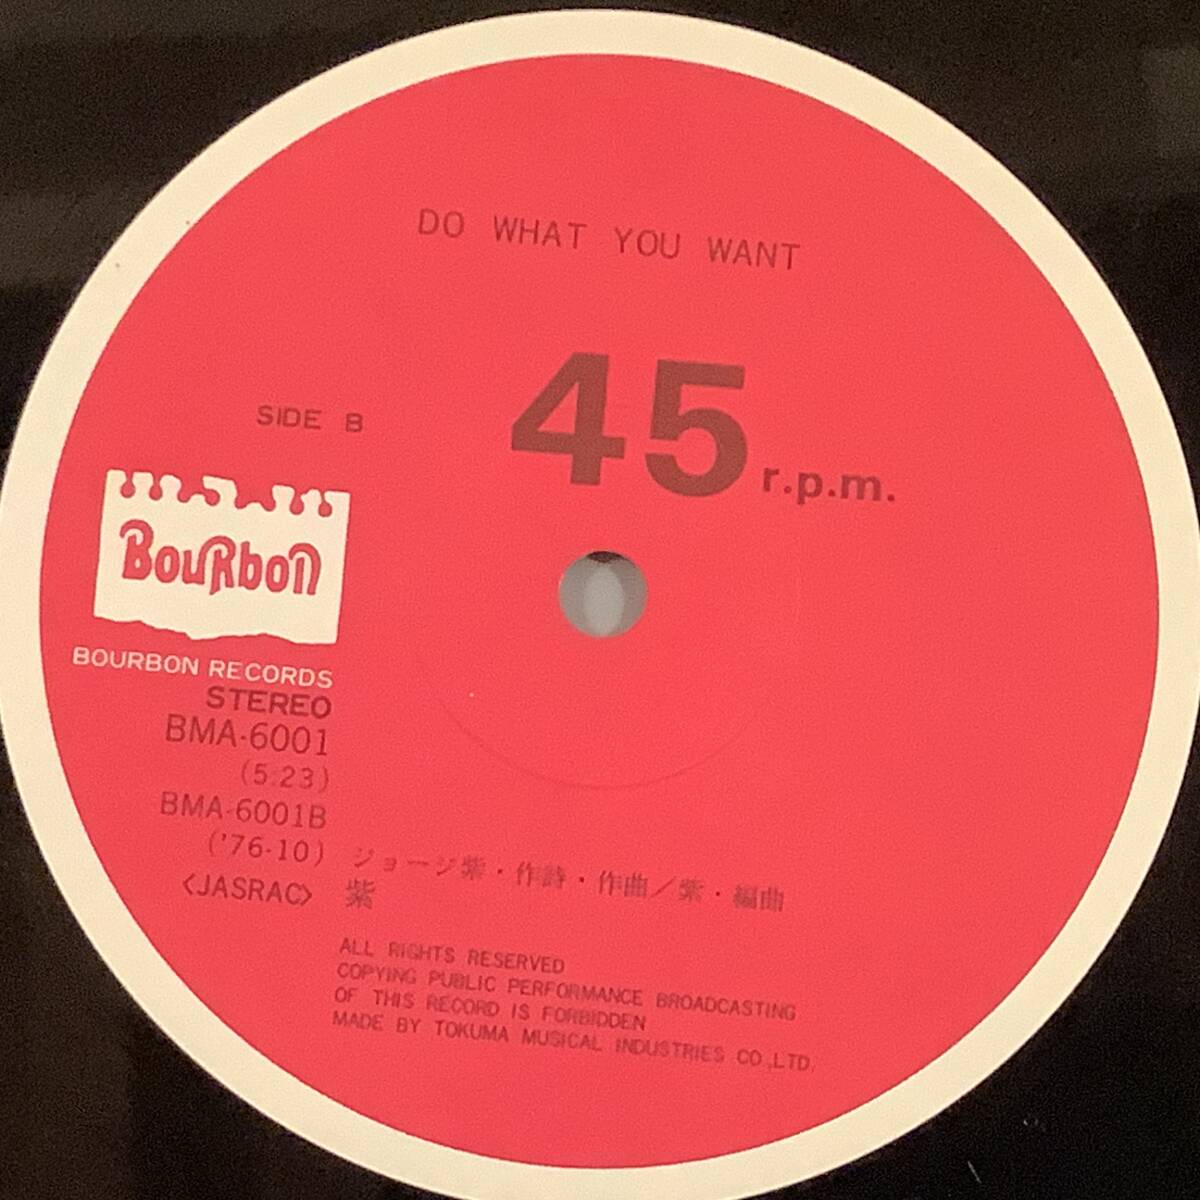 DO WHAT YOU WANT
45 r.p.m.
SIDE B
BouRbon
BOURBON RECORDS
STEREO
BMA-6001
(5:23)
BMA-6001B
('76-10)
<JASRAC>
ジョージ紫・作詩・作曲/紫・編曲
紫
ALL RIGHTS RESERVED
COPYING PUBLIC PERFORMANCE BROADCASTING
OF THIS RECORD IS FORBIDDEN
MADE BY TOKUMA MUSICAL INDUSTRIES CO.,LTD.